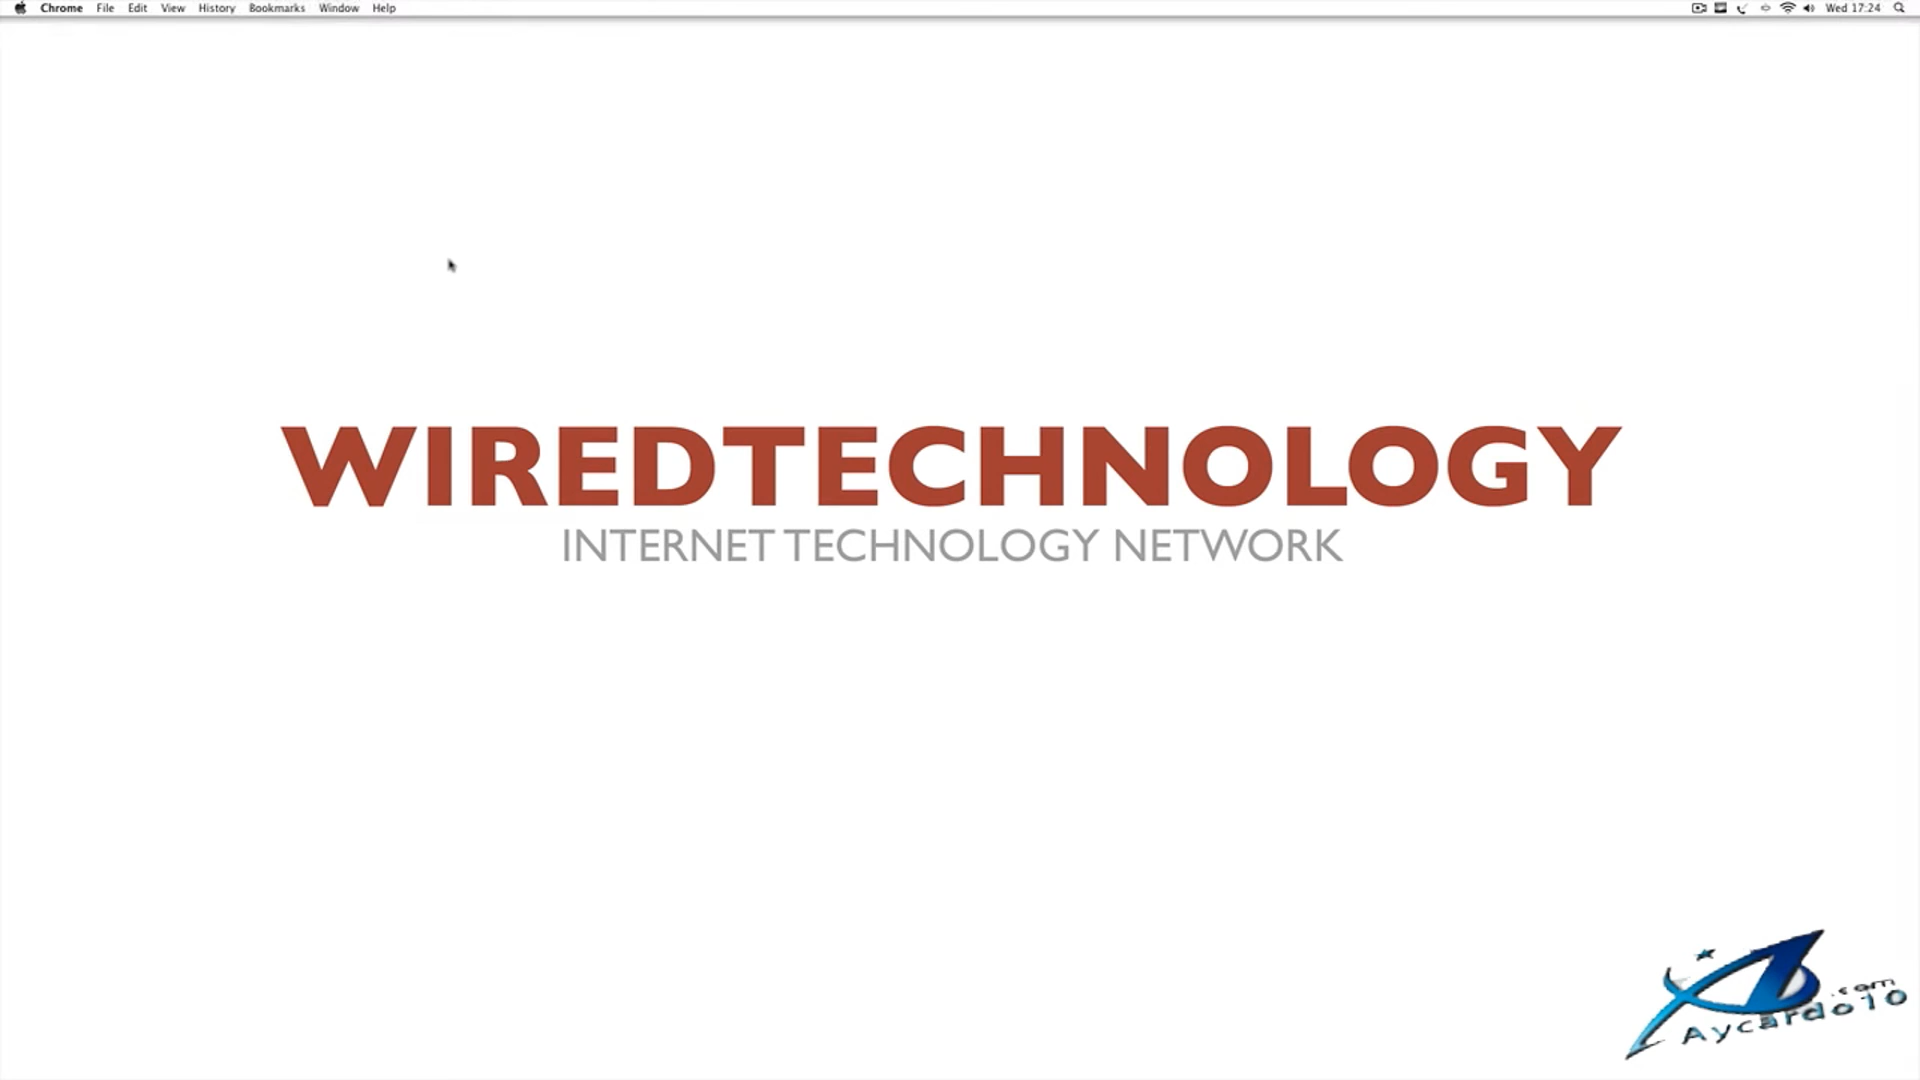 Chrome File Edit View History Bookmarks Window Help Wed 17:24
WIREDTECHNOLOGY
INTERNET TECHNOLOGY NETWORK
.com
Aycardo10